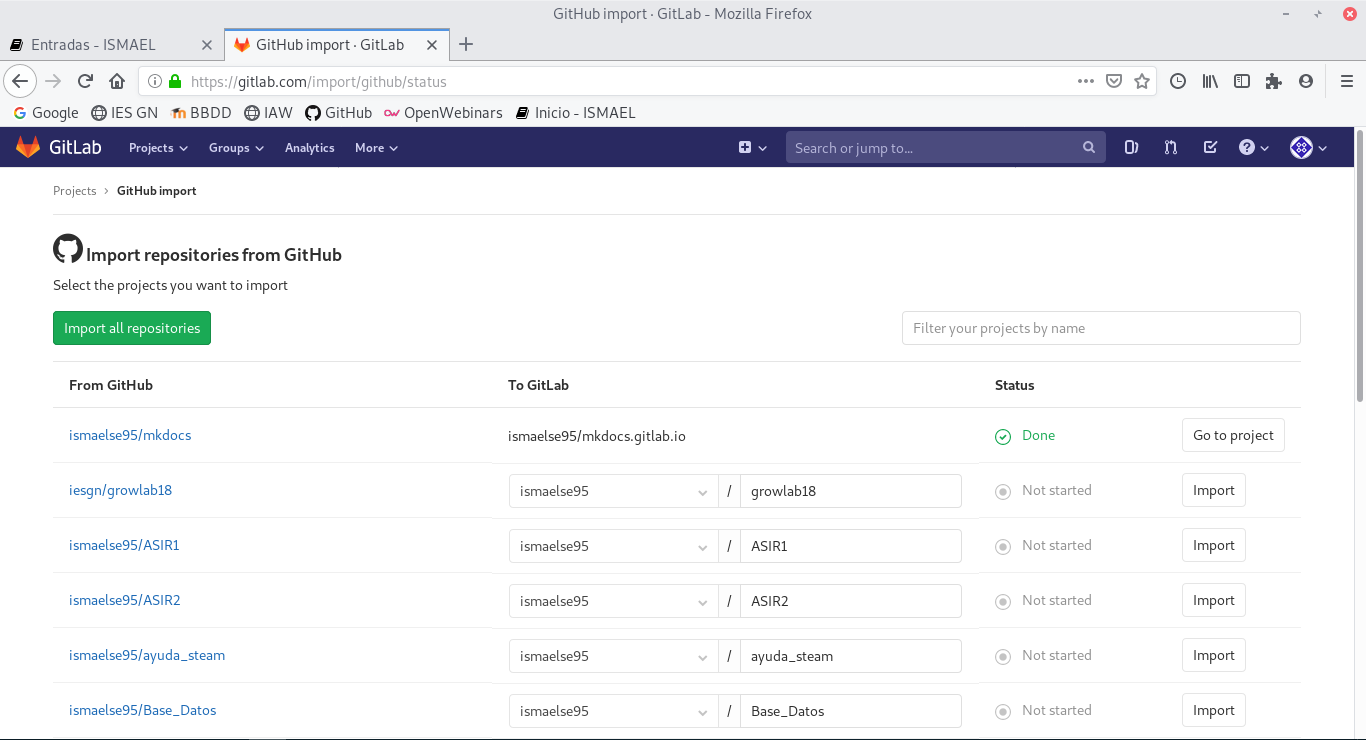 GitHub import · GitLab - Mozilla Firefox
Entradas - ISMAEL
GitHub import · GitLab
https://gitlab.com/import/github/status
Google IES GN BBDD IAW GitHub OpenWebinars Inicio - ISMAEL
GitLab Projects Groups Analytics More Search or jump to...
Projects › GitHub import
Import repositories from GitHub
Select the projects you want to import
Import all repositories Filter your projects by name
From GitHub To GitLab Status
ismaelse95/mkdocs ismaelse95/mkdocs.gitlab.io Done Go to project
iesgn/growlab18 ismaelse95 / growlab18 Not started Import
ismaelse95/ASIR1 ismaelse95 / ASIR1 Not started Import
ismaelse95/ASIR2 ismaelse95 / ASIR2 Not started Import
ismaelse95/ayuda_steam ismaelse95 / ayuda_steam Not started Import
ismaelse95/Base_Datos ismaelse95 / Base_Datos Not started Import